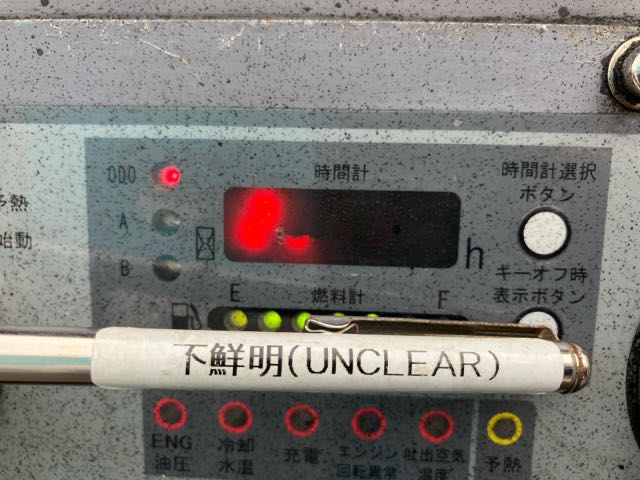 時間計選択
ボタン
ODO
時間計
予熱
始動
A
B
h
キーオフ時
表示ボタン
E
燃料計
F
不鮮明(UNCLEAR)
ENG
油圧
冷却
水温
充電
エンジン
回転異常
吐出空気
温度
予熱